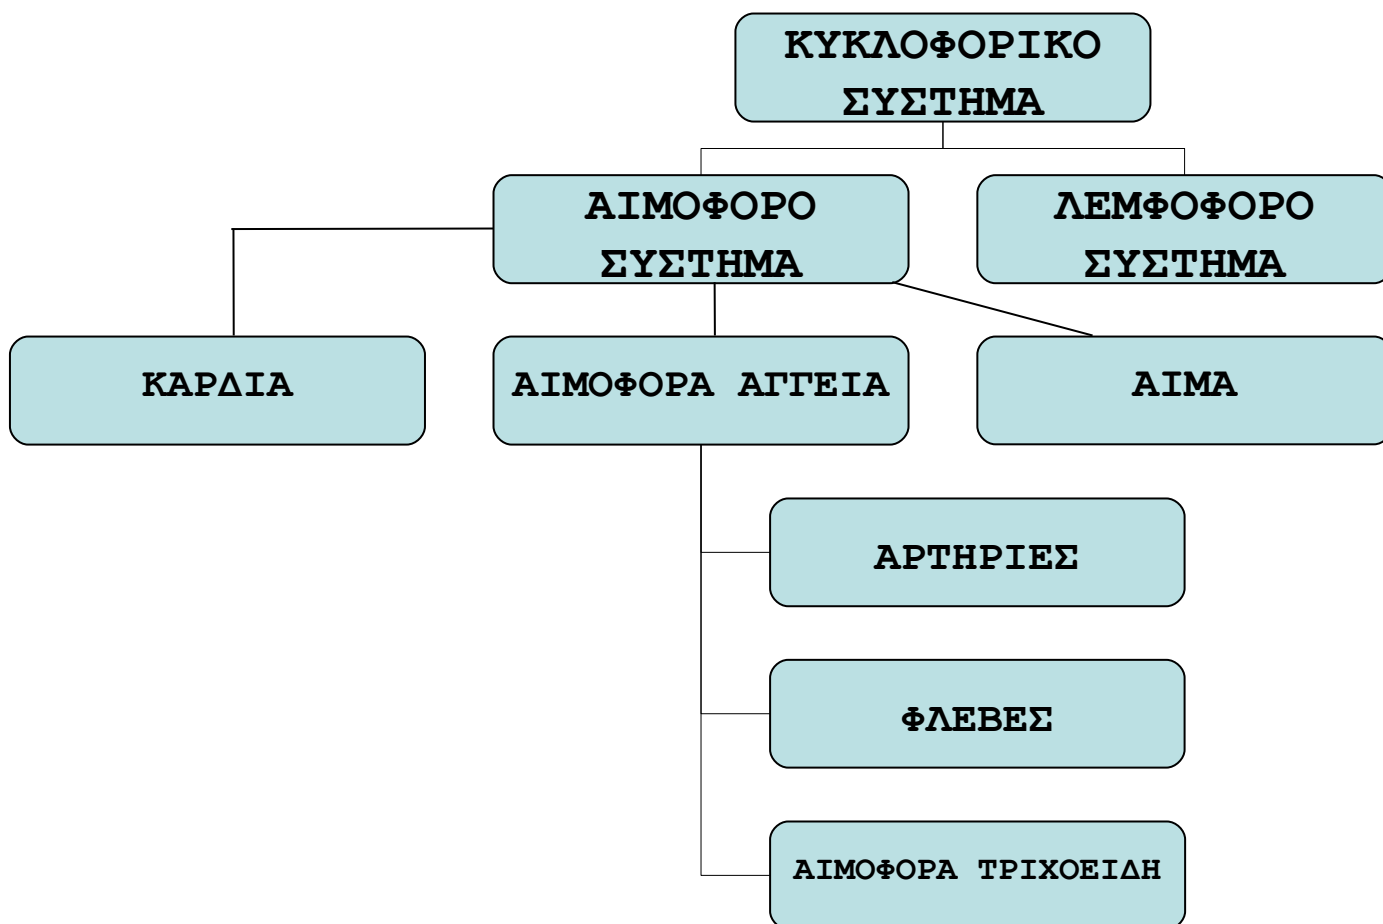 ΚΥΚΛΟΦΟΡΙΚΟ
ΣΥΣΤΗΜΑ
ΑΙΜΟΦΟΡΟ
ΣΥΣΤΗΜΑ
ΛΕΜΦΟΦΟΡΟ
ΣΥΣΤΗΜΑ
ΚΑΡΔΙΑ
ΑΙΜΟΦΟΡΑ ΑΓΓΕΙΑ
ΑΙΜΑ
ΑΡΤΗΡΙΕΣ
ΦΛΕΒΕΣ
ΑΙΜΟΦΟΡΑ ΤΡΙΧΟΕΙΔΗ